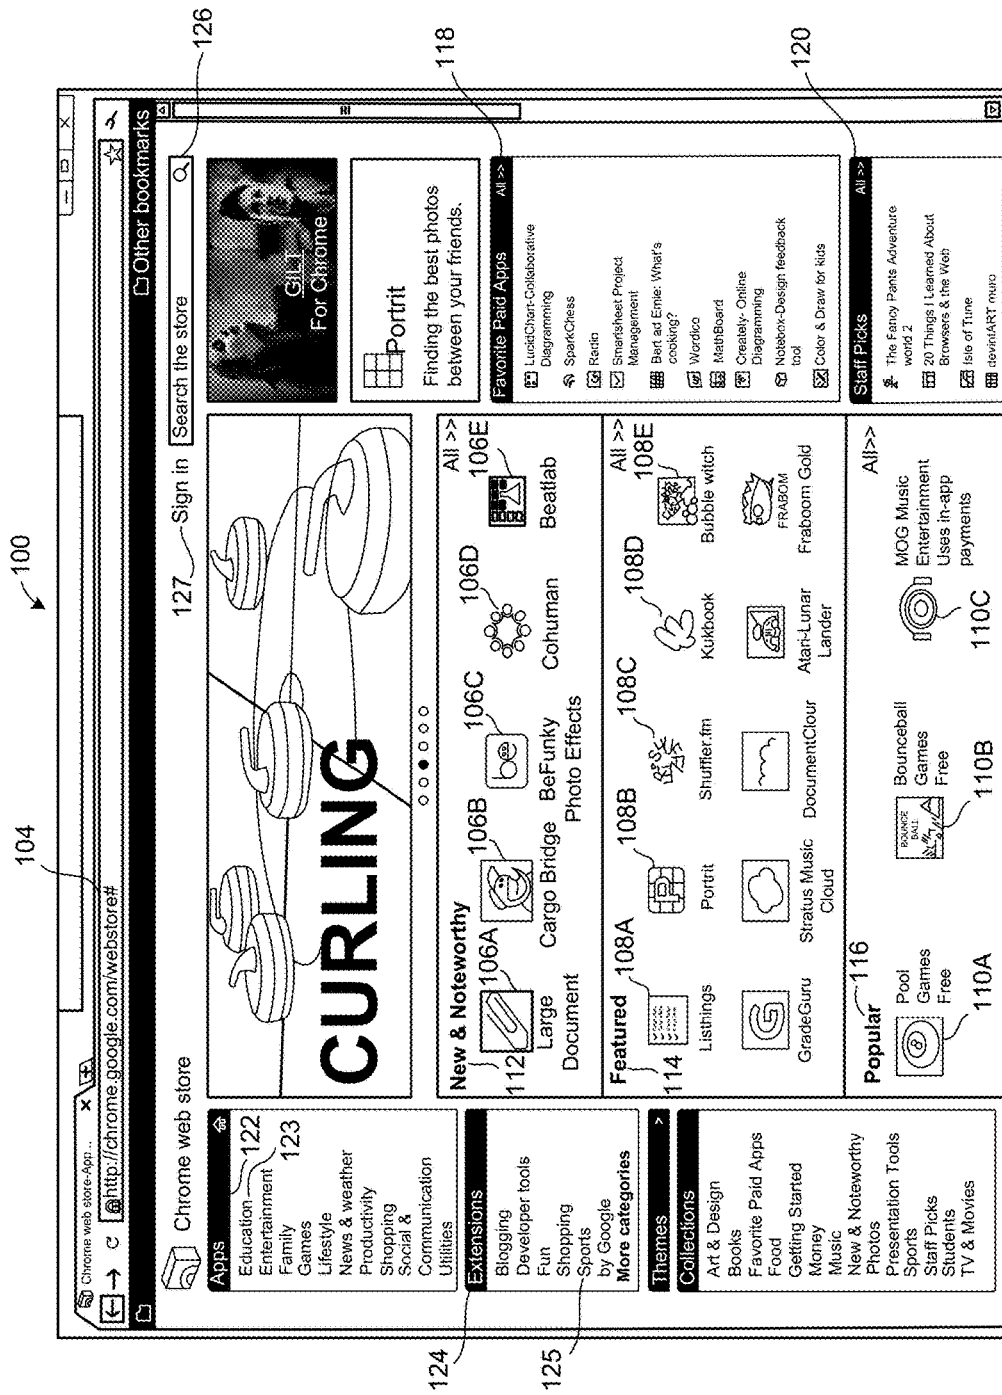 100
104
Chrome web store-App... ×
http://chrome.google.com/webstore#
Other bookmarks
Chrome web store
127 Sign in
Search the store
126
Apps
122
Education
123
Entertainment
Family
Games
Lifestyle
News & weather
Productivity
Shopping
Social &
Communication
Utilities
124
Extensions
Blogging
Developer tools
Fun
Shopping
Sports
125
by Google
More categories
Themes >
Collections
Art & Design
Books
Favorite Paid Apps
Food
Getting Started
Money
Music
New & Noteworthy
Photos
Presentation Tools
Sports
Staff Picks
Students
TV & Movies
CURLING
New & Noteworthy
All >>
112
106A
106B
106C
106D
106E
Large
Document
Cargo Bridge
BeFunky
Photo Effects
Cohuman
Beatlab
Featured
All >>
114
108A
108B
108C
108D
108E
Listhings
Portrit
Shuffler.fm
Kukbook
Bubble witch
GradeGuru
Stratus Music
Cloud
DocumentClour
Atari-Lunar
Lander
FRABOM
Fraboom Gold
Popular
116
All>>
8
Pool
Games
Free
110A
BOUNCE
BALL
Bounceball
Games
Free
110B
MOG Music
Entertainment
Uses in-app
payments
110C
GILT
For Chrome
Portrit
Finding the best photos
between your friends.
Favorite Paid Apps All >>
118
LucidChart-Collaborative
Diagramming
SparkChess
Radio
Smartsheet Project
Management
Bert ad Ernie: What's
cooking?
Wordico
MathBoard
Creately- Online
Diagramming
Notebox-Design feedback
tool
Color & Draw for kids
Staff Picks All >>
120
The Fancy Pants Adventure
world 2
20 Things I Learned About
Browsers & the Web
Isle of Tune
devintART muro